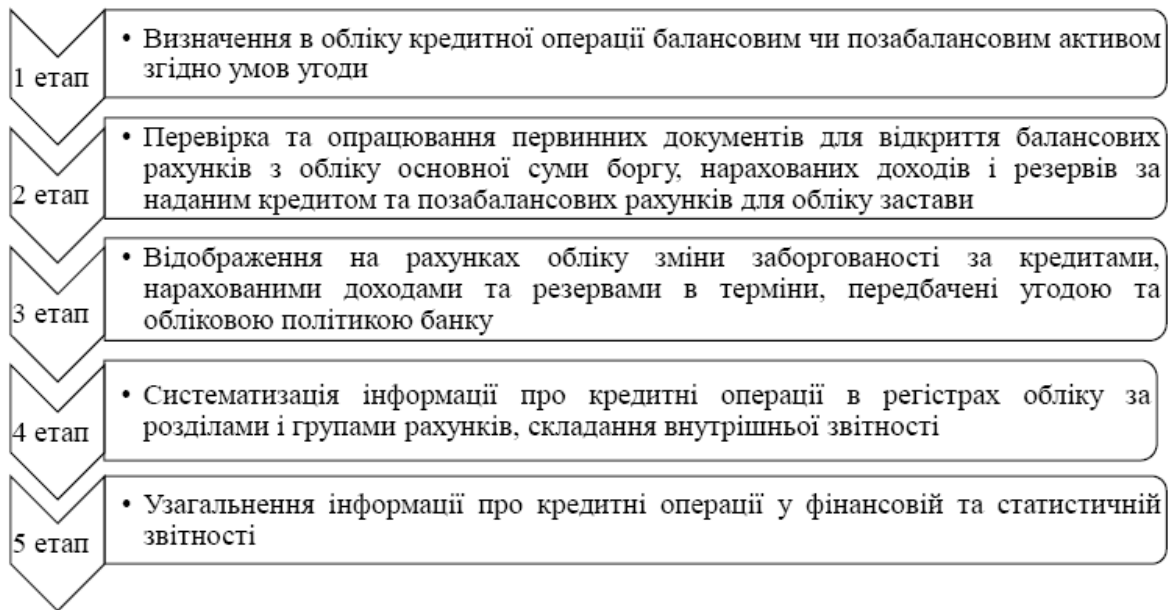 1 етап
• Визначення в обліку кредитної операції балансовим чи позабалансовим активом
згідно умов угоди
2 етап
• Перевірка та опрацювання первинних документів для відкриття балансових
рахунків з обліку основної суми боргу, нарахованих доходів і резервів за
наданим кредитом та позабалансових рахунків для обліку застави
3 етап
• Відображення на рахунках обліку зміни заборгованості за кредитами,
нарахованими доходами та резервами в терміни, передбачені угодою та
обліковою політикою банку
4 етап
• Систематизація інформації про кредитні операції в регістрах обліку за
розділами і групами рахунків, складання внутрішньої звітності
5 етап
• Узагальнення інформації про кредитні операції у фінансовій та статистичній
звітності